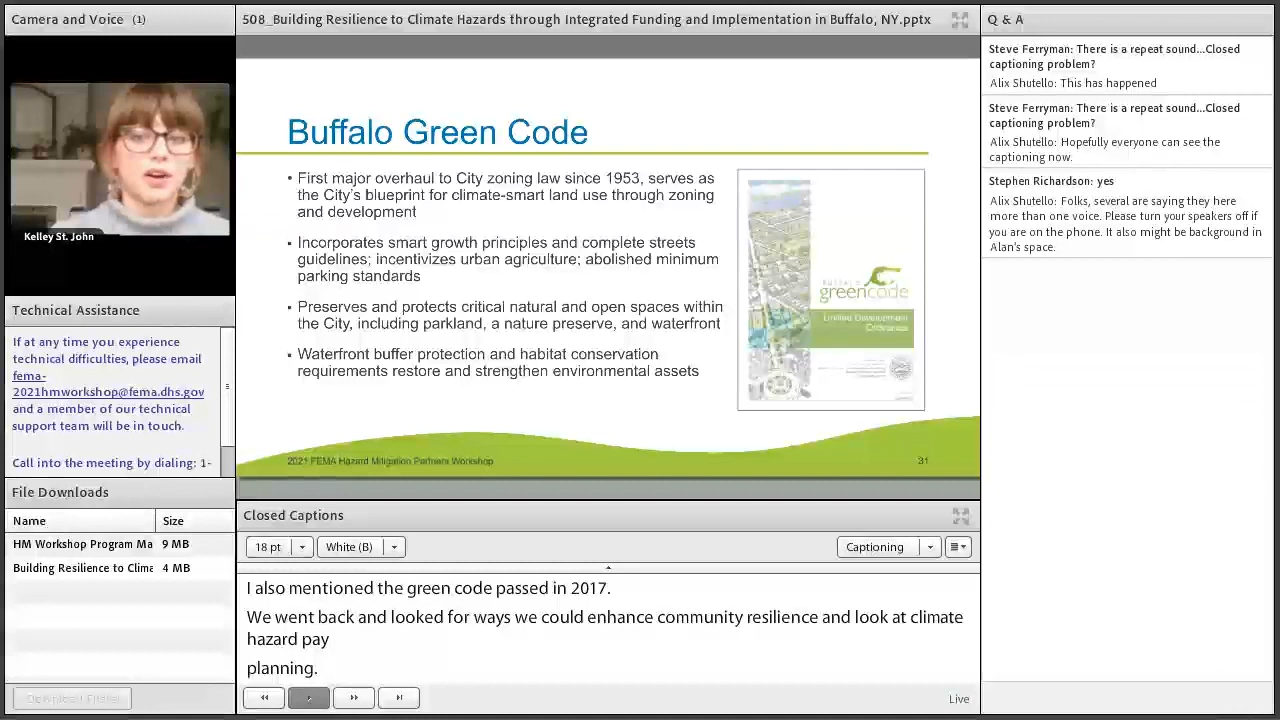 Camera and Voice (1)
508_Building Resilience to Climate Hazards through Integrated Funding and Implementation in Buffalo, NY.pptx
Q & A
Kelley St. John
Technical Assistance
If at any time you experience
technical difficulties, please email
fema-
2021hmworkshop@fema.dhs.gov
and a member of our technical
support team will be in touch.
Call into the meeting by dialing: 1-
File Downloads
Name Size
HM Workshop Program Ma 9 MB
Building Resilience to Clima 4 MB
Download File(s)
Buffalo Green Code
• First major overhaul to City zoning law since 1953, serves as
the City's blueprint for climate-smart land use through zoning
and development
▪ Incorporates smart growth principles and complete streets
guidelines; incentivizes urban agriculture; abolished minimum
parking standards
▪ Preserves and protects critical natural and open spaces within
the City, including parkland, a nature preserve, and waterfront
▪ Waterfront buffer protection and habitat conservation
requirements restore and strengthen environmental assets
BUFFALO
greencode
Unified Development
Ordinance
2021 FEMA Hazard Mitigation Partners Workshop
31
Closed Captions
18 pt
White (B)
Captioning
I also mentioned the green code passed in 2017.
We went back and looked for ways we could enhance community resilience and look at climate
hazard pay
planning.
Live
Steve Ferryman: There is a repeat sound...Closed
captioning problem?
Alix Shutello: This has happened
Steve Ferryman: There is a repeat sound...Closed
captioning problem?
Alix Shutello: Hopefully everyone can see the
captioning now.
Stephen Richardson: yes
Alix Shutello: Folks, several are saying they here
more than one voice. Please turn your speakers off if
you are on the phone. It also might be background in
Alan's space.